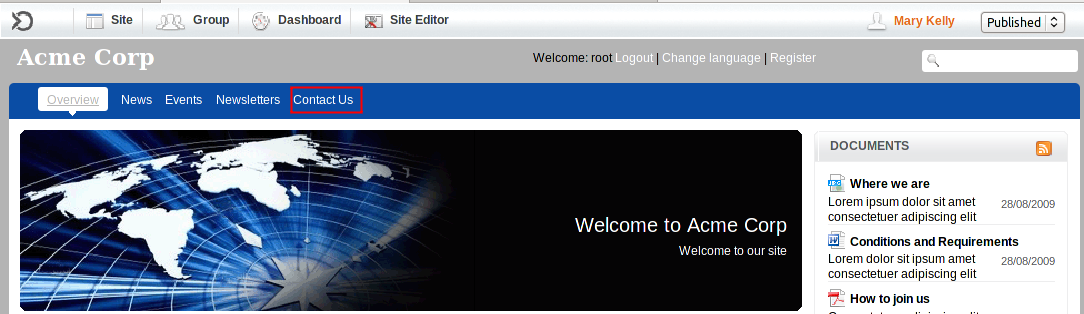 Site Group Dashboard Site Editor Mary Kelly Published
Acme Corp
Welcome: root Logout | Change language | Register
Overview News Events Newsletters Contact Us
Welcome to Acme Corp
Welcome to our site
DOCUMENTS
JPG Where we are
Lorem ipsum dolor sit amet 28/08/2009
consectetuer adipiscing elit
W Conditions and Requirements
Lorem dolor sit ipsum amet 28/08/2009
consectetuer adipiscing elit
How to join us